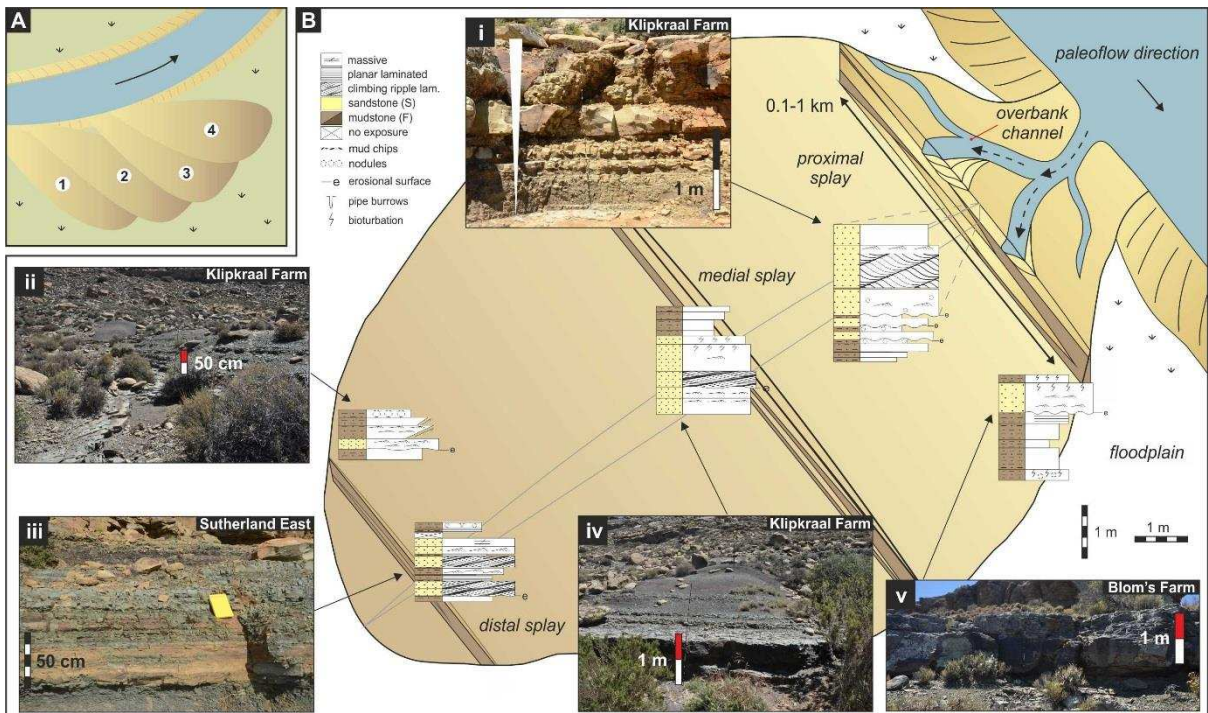 A
1
2
3
4
B
massive
planar laminated
climbing ripple lam.
sandstone (S)
mudstone (F)
no exposure
mud chips
nodules
e erosional surface
pipe burrows
bioturbation
i
Klipkraal Farm
1 m
paleoflow direction
overbank
channel
0.1-1 km
proximal
splay
medial splay
e
e
e
e
e
floodplain
ii
Klipkraal Farm
50 cm
e
iii
Sutherland East
50 cm
e
distal splay
iv
Klipkraal Farm
1 m
1 m
1 m
v
Blom's Farm
1 m